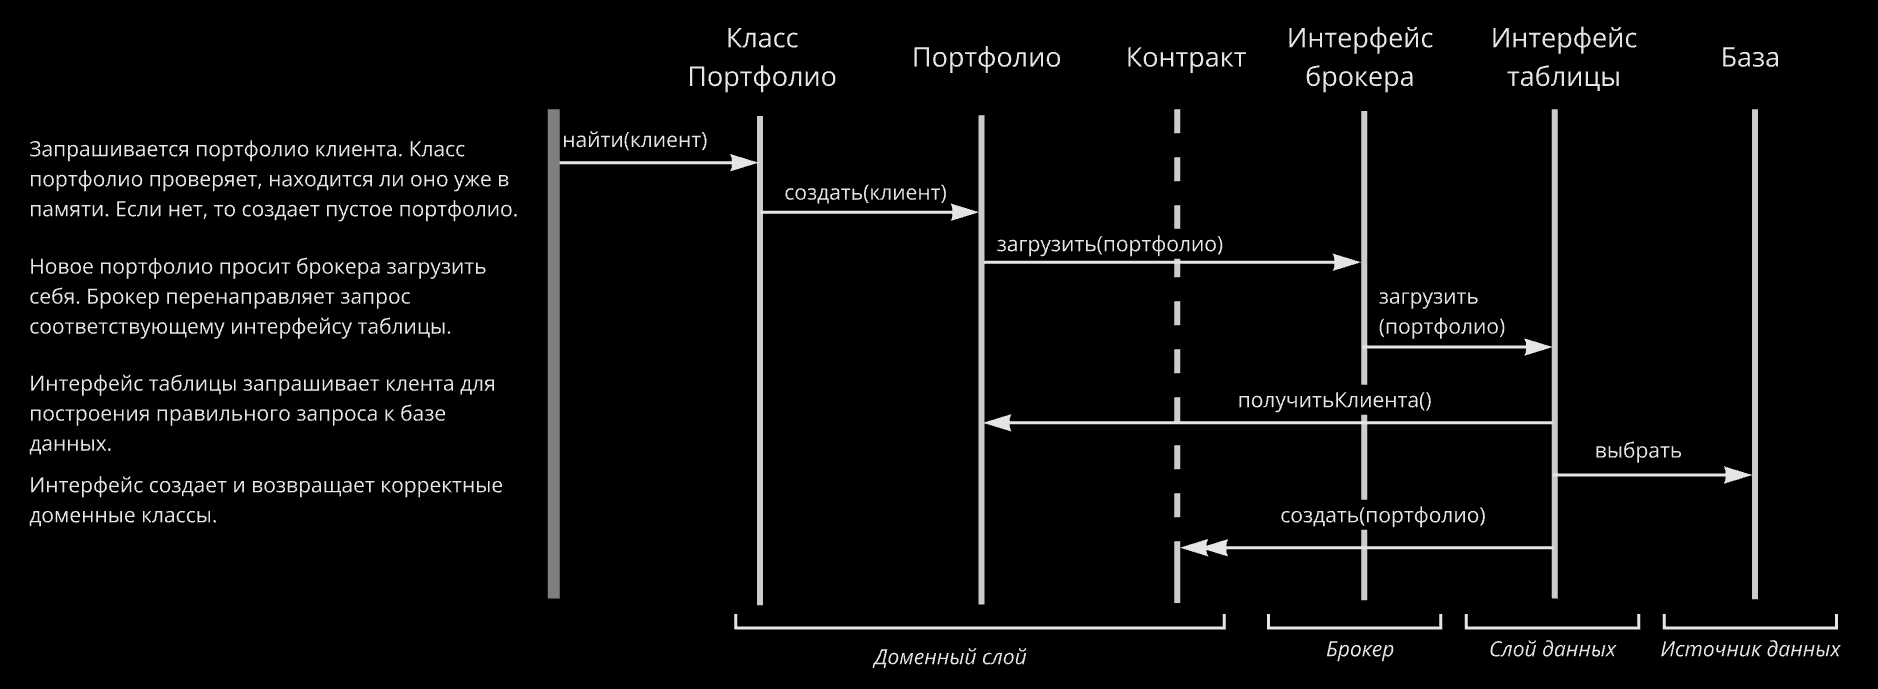 Класс
Портфолио
Портфолио
Контракт
Интерфейс
брокера
Интерфейс
таблицы
База
Запрашивается портфолио клиента. Класс
портфолио проверяет, находится ли оно уже в
памяти. Если нет, то создает пустое портфолио.
Новое портфолио просит брокера загрузить
себя. Брокер перенаправляет запрос
соответствующему интерфейсу таблицы.
Интерфейс таблицы запрашивает клента для
построения правильного запроса к базе
данных.
Интерфейс создает и возвращает корректные
доменные классы.
найти(клиент)
создать(клиент)
загрузить(портфолио)
загрузить
(портфолио)
получитьКлиента()
выбрать
создать(портфолио)
Доменный слой
Брокер
Слой данных
Источник данных